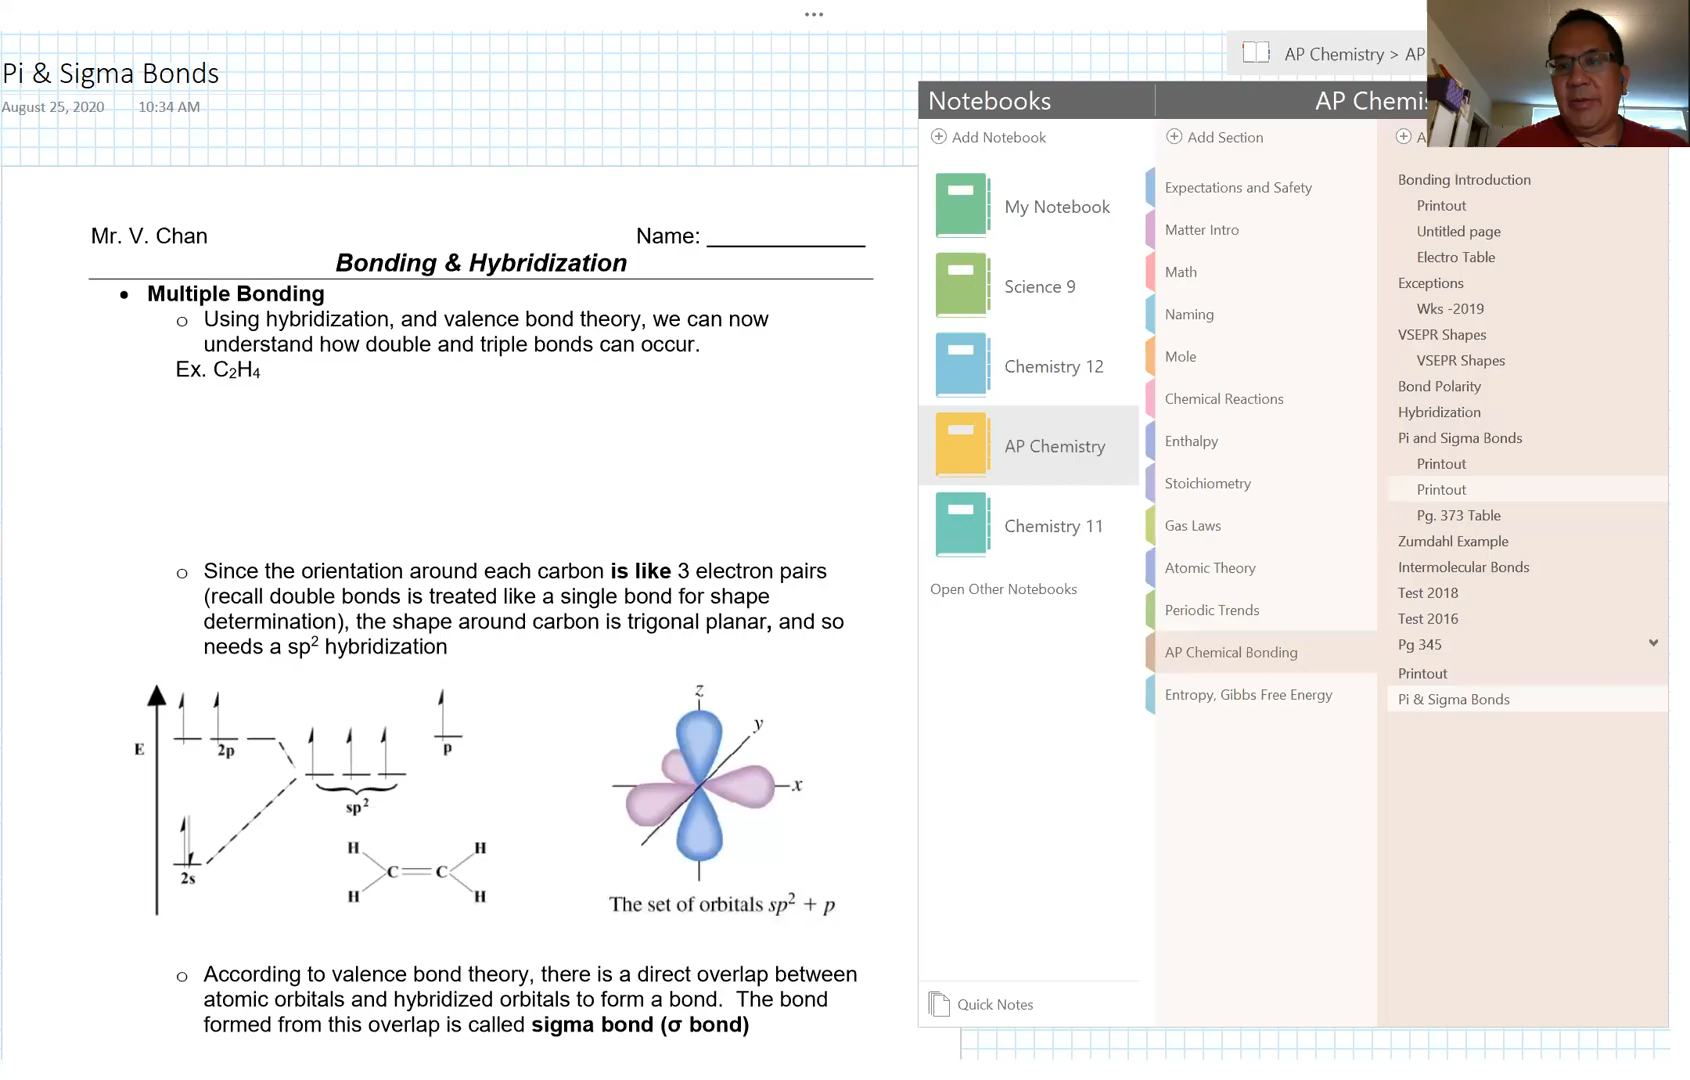 Pi & Sigma Bonds
August 25, 2020 10:34 AM
Mr. V. Chan Name: ____________
Bonding & Hybridization
• Multiple Bonding
o Using hybridization, and valence bond theory, we can now
understand how double and triple bonds can occur.
Ex. C₂H₄
o Since the orientation around each carbon is like 3 electron pairs
(recall double bonds is treated like a single bond for shape
determination), the shape around carbon is trigonal planar, and so
needs a sp² hybridization
E
2p
p
sp²
2s
H H
C C
H H
z
y
x
The set of orbitals sp² + p
o According to valence bond theory, there is a direct overlap between
atomic orbitals and hybridized orbitals to form a bond. The bond
formed from this overlap is called sigma bond (σ bond)
AP Chemistry > AP
Notebooks
AP Chemis
Add Notebook
My Notebook
Science 9
Chemistry 12
AP Chemistry
Chemistry 11
Open Other Notebooks
Quick Notes
Add Section
Expectations and Safety
Matter Intro
Math
Naming
Mole
Chemical Reactions
Enthalpy
Stoichiometry
Gas Laws
Atomic Theory
Periodic Trends
AP Chemical Bonding
Entropy, Gibbs Free Energy
A
Bonding Introduction
Printout
Untitled page
Electro Table
Exceptions
Wks -2019
VSEPR Shapes
VSEPR Shapes
Bond Polarity
Hybridization
Pi and Sigma Bonds
Printout
Printout
Pg. 373 Table
Zumdahl Example
Intermolecular Bonds
Test 2018
Test 2016
Pg 345
Printout
Pi & Sigma Bonds